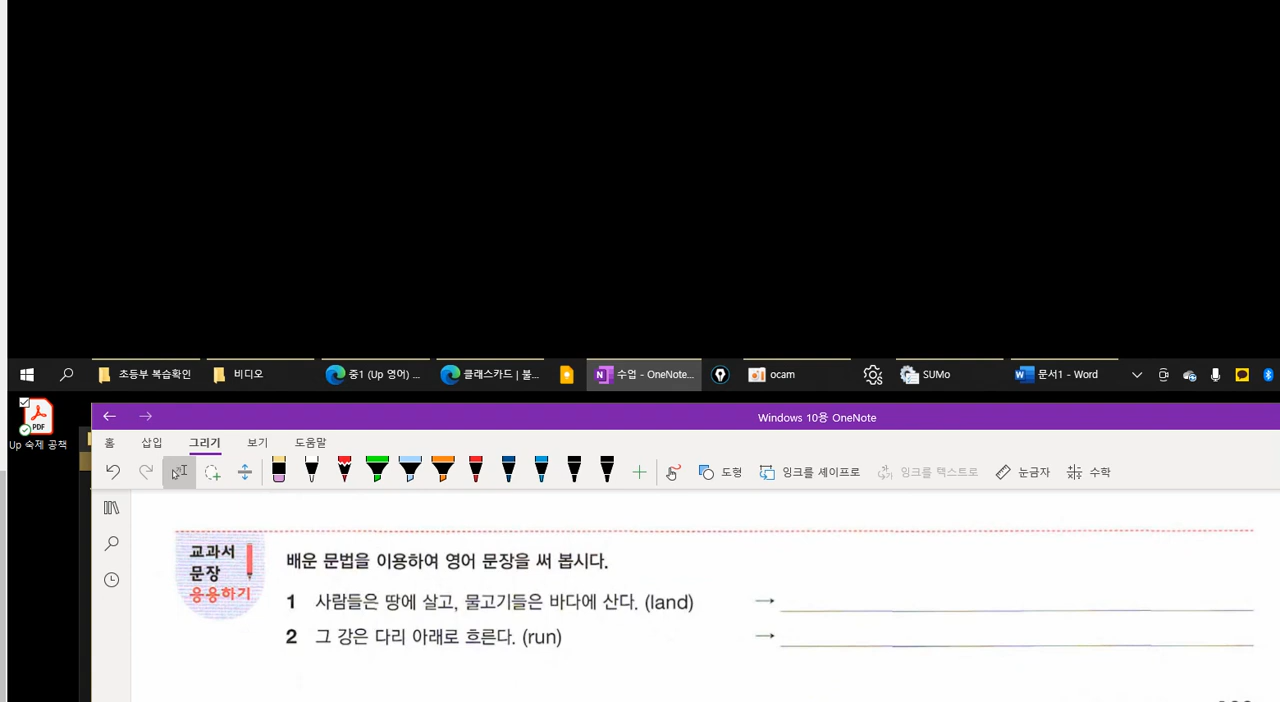 초등부 복습확인
비디오
중1 (Up 영어) ...
클래스카드 | 불...
수업 - OneNote...
ocam
SUMo
문서1 - Word
PDF
Up 숙제 공책
Windows 10용 OneNote
홈 삽입 그리기 보기 도움말
도형 잉크를 셰이프로 잉크를 텍스트로 눈금자 수학
교과서
문장
응용하기
배운 문법을 이용하여 영어 문장을 써 봅시다.
1 사람들은 땅에 살고, 물고기들은 바다에 산다. (land) →
2 그 강은 다리 아래로 흐른다. (run) →